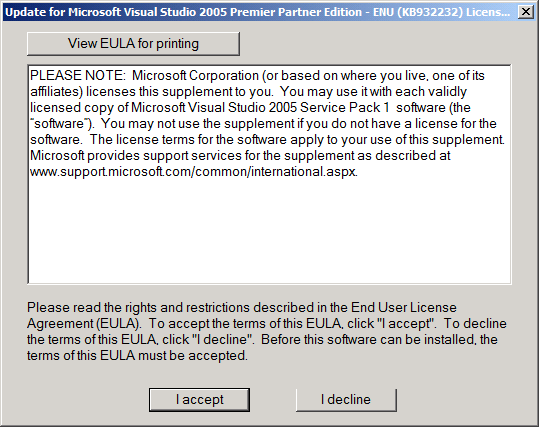 Update for Microsoft Visual Studio 2005 Premier Partner Edition - ENU (KB932232) Licens...
View EULA for printing
PLEASE NOTE:  Microsoft Corporation (or based on where you live, one of its
affiliates) licenses this supplement to you.  You may use it with each validly
licensed copy of Microsoft Visual Studio 2005 Service Pack 1  software (the
“software”).  You may not use the supplement if you do not have a license for the
software.  The license terms for the software apply to your use of this supplement.
Microsoft provides support services for the supplement as described at
www.support.microsoft.com/common/international.aspx.
Please read the rights and restrictions described in the End User License
Agreement (EULA).  To accept the terms of this EULA, click "I accept".  To decline
the terms of this EULA, click "I decline".  Before this software can be installed, the
terms of this EULA must be accepted.
I accept
I decline